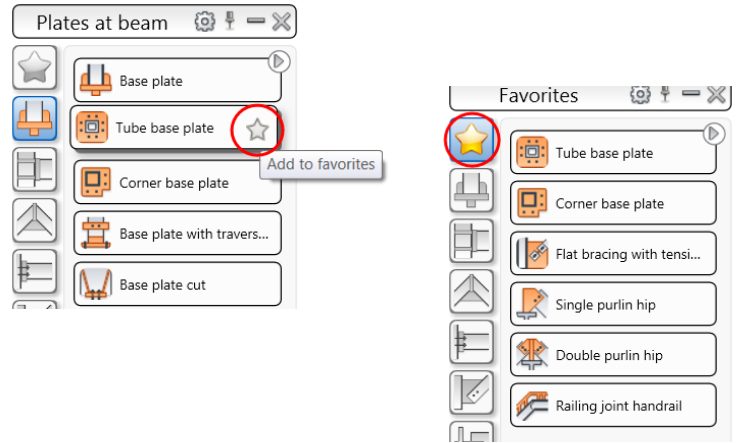 Plates at beam
Base plate
Tube base plate
Add to favorites
Corner base plate
Base plate with travers...
Base plate cut
Favorites
Tube base plate
Corner base plate
Flat bracing with tensi...
Single purlin hip
Double purlin hip
Railing joint handrail